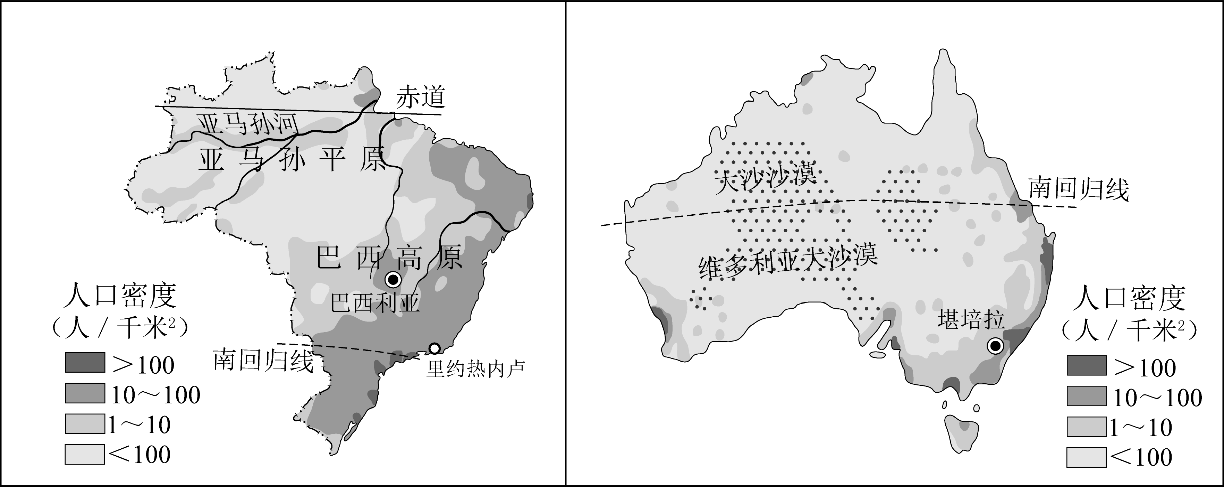 赤道
亚马孙河
亚马孙平原
巴西高原
巴西利亚
人口密度
(人/千米²)
>100
10～100
1～10
<100
南回归线
里约热内卢
大沙沙漠
南回归线
维多利亚大沙漠
堪培拉
人口密度
(人/千米²)
>100
10～100
1～10
<100